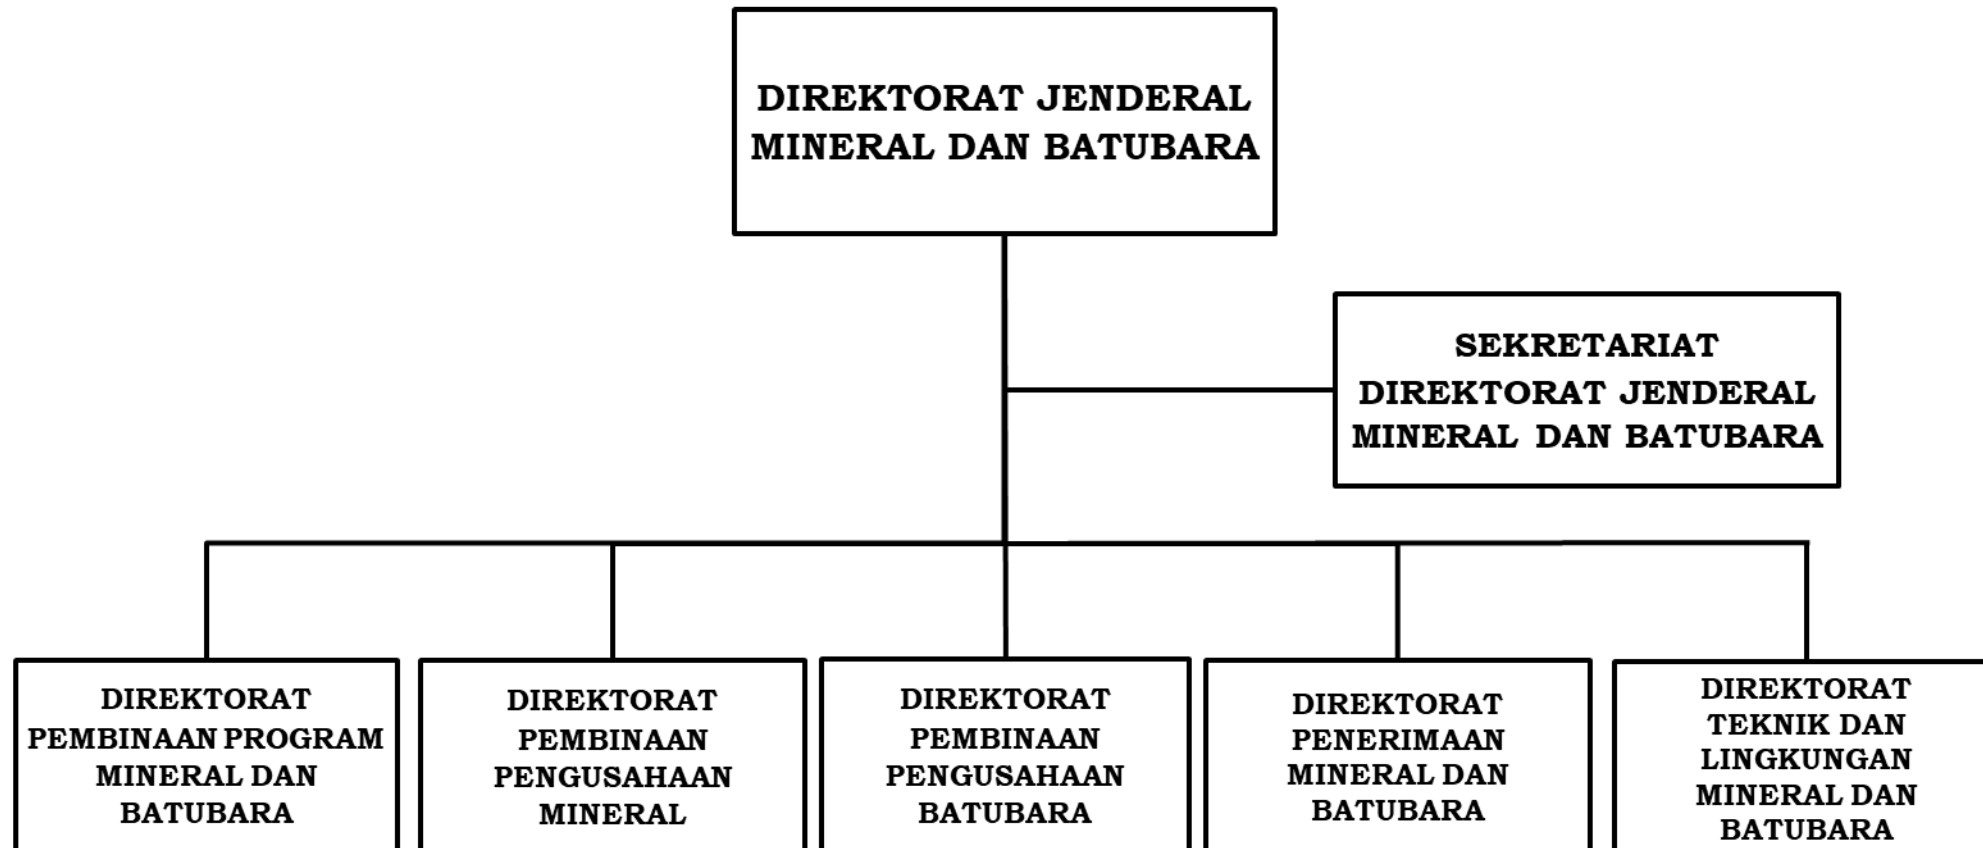 DIREKTORAT JENDERAL
MINERAL DAN BATUBARA
SEKRETARIAT
DIREKTORAT JENDERAL
MINERAL DAN BATUBARA
DIREKTORAT
PEMBINAAN PROGRAM
MINERAL DAN
BATUBARA
DIREKTORAT
PEMBINAAN
PENGUSAHAAN
MINERAL
DIREKTORAT
PEMBINAAN
PENGUSAHAAN
BATUBARA
DIREKTORAT
PENERIMAAN
MINERAL DAN
BATUBARA
DIREKTORAT
TEKNIK DAN
LINGKUNGAN
MINERAL DAN
BATUBARA